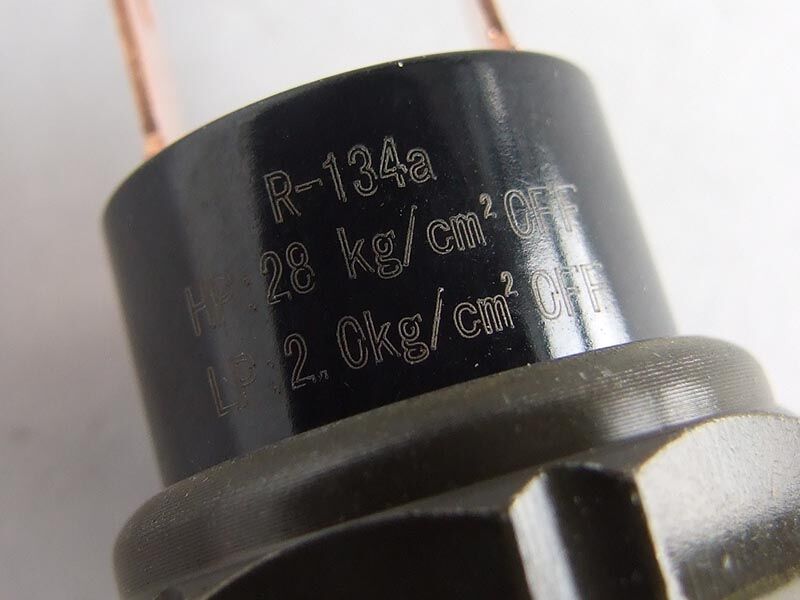 R-134a
HP:28 kg/cm² OFF
LP:2.0kg/cm² OFF